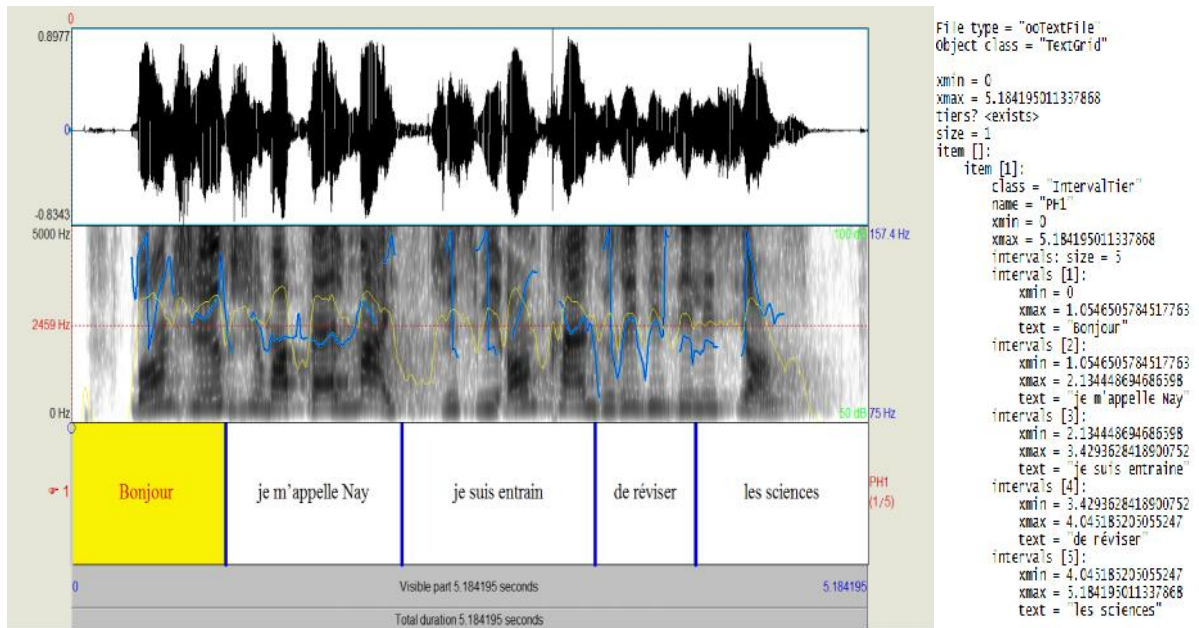 0
0.8977
0
-0.8343
5000 Hz
100 dB 157.4 Hz
2459 Hz
0 Hz
50 dB 75 Hz
1
Bonjour
je m'appelle Nay
je suis entrain
de réviser
les sciences
PH1
(1/5)
0
Visible part 5.184195 seconds
5.184195
Total duration 5.184195 seconds
File type = "ooTextFile"
Object class = "TextGrid"
xmin = 0
xmax = 5.184195011337868
tiers? <exists>
size = 1
item []:
item [1]:
class = "IntervalTier"
name = "PH1"
xmin = 0
xmax = 5.184195011337868
intervals: size = 5
intervals [1]:
xmin = 0
xmax = 1.0546505784517763
text = "Bonjour"
intervals [2]:
xmin = 1.0546505784517763
xmax = 2.134448694686598
text = "je m'appelle Nay"
intervals [3]:
xmin = 2.134448694686598
xmax = 3.4293628418900752
text = "je suis entraine"
intervals [4]:
xmin = 3.4293628418900752
xmax = 4.045185205055247
text = "de réviser"
intervals [5]:
xmin = 4.045185205055247
xmax = 5.184195011337868
text = "les sciences"